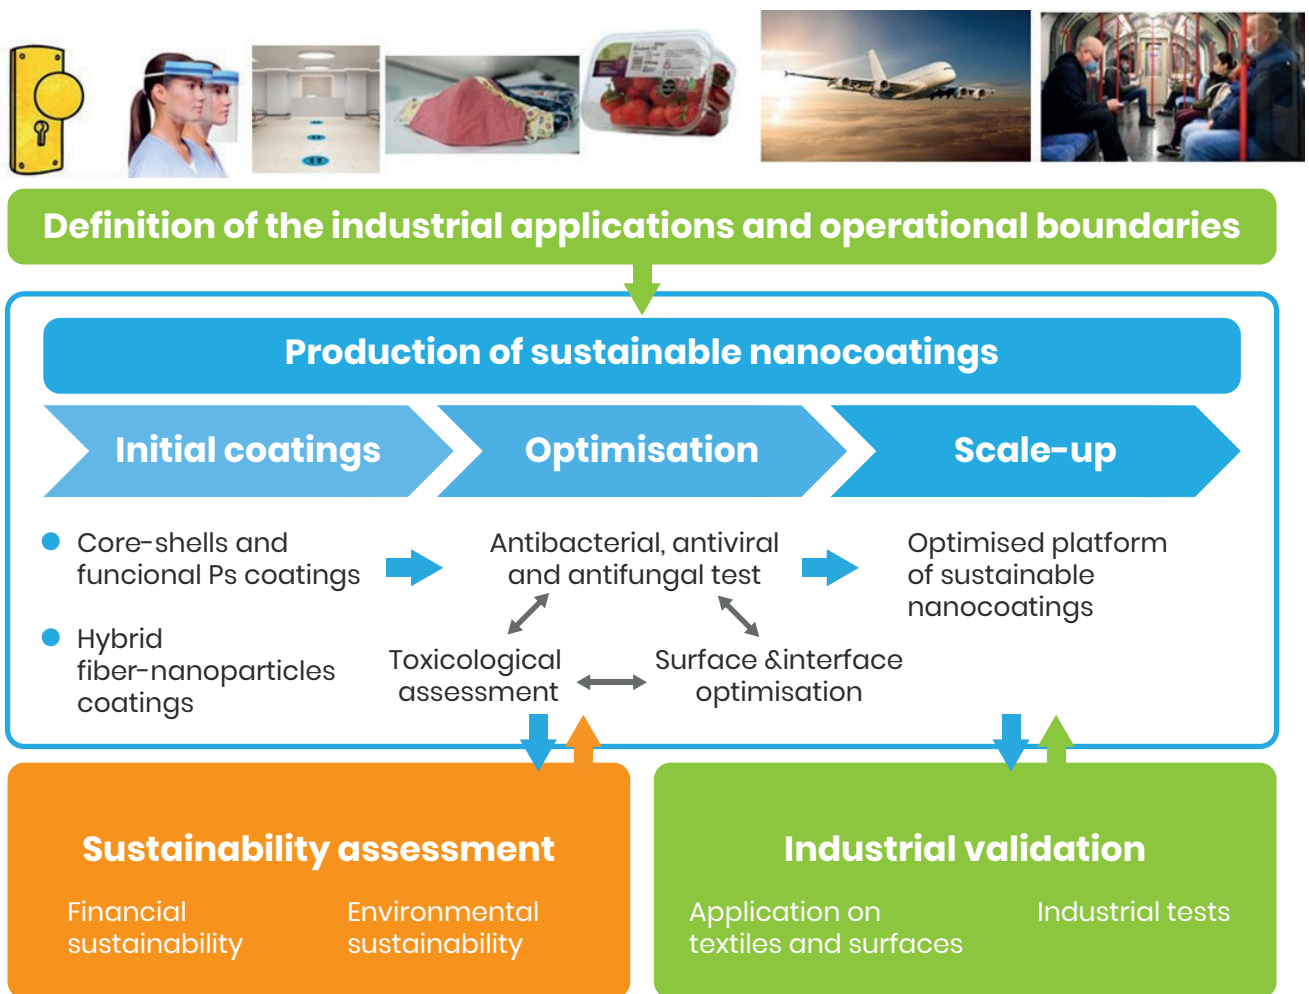 Definition of the industrial applications and operational boundaries
Production of sustainable nanocoatings
Initial coatings
Optimisation
Scale-up
Core-shells and
funcional Ps coatings
Hybrid
fiber-nanoparticles
coatings
Antibacterial, antiviral
and antifungal test
Toxicological
assessment
Surface &interface
optimisation
Optimised platform
of sustainable
nanocoatings
Sustainability assessment
Financial
sustainability
Environmental
sustainability
Industrial validation
Application on
textiles and surfaces
Industrial tests